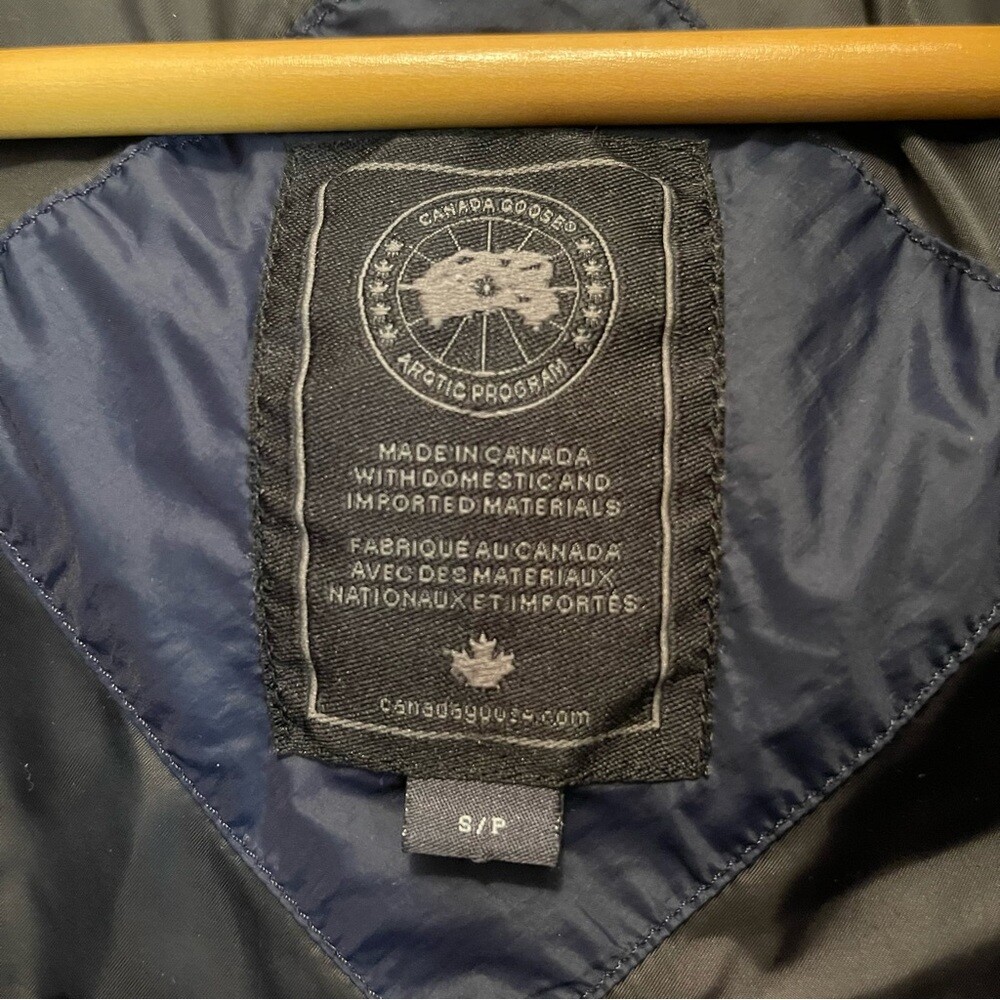 CANADA GOOSE®
ARCTIC PROGRAM
MADE IN CANADA
WITH DOMESTIC AND
IMPORTED MATERIALS
FABRIQUÉ AU CANADA
AVEC DES MATERIAUX
NATIONAUX ET IMPORTÉS
canadagoose.com
S/P